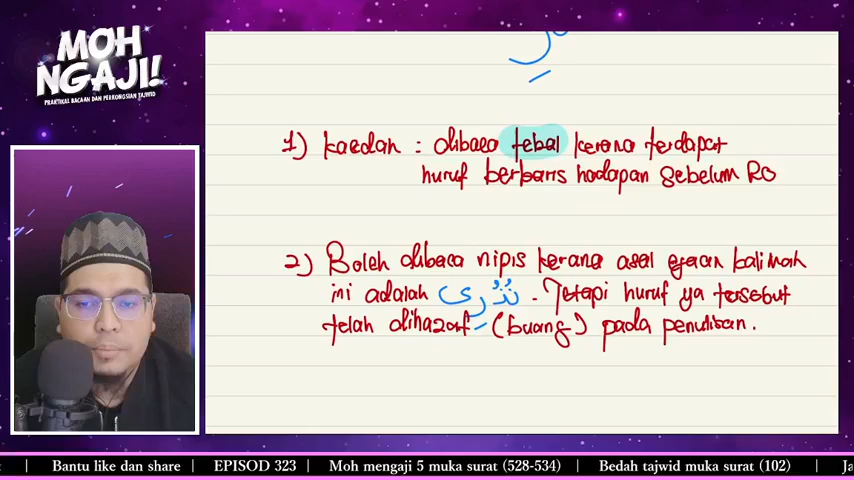 MOH
NGAJI!
PRAKTIKAL BACAAN DAN PERKONGSIAN TAJWID
1) Kaedah : dibaca tebal kerana terdapat
huruf berbaris hadapan sebelum RO
2) Boleh dibaca nipis kerana asal ejaan kalimah
ini adalah نُذُرِى . Tetapi huruf ya tersebut
telah dihazaf (buang) pada penulisan.
Bantu like dan share | EPISOD 323 | Moh mengaji 5 muka surat (528-534) | Bedah tajwid muka surat (102) | Ja